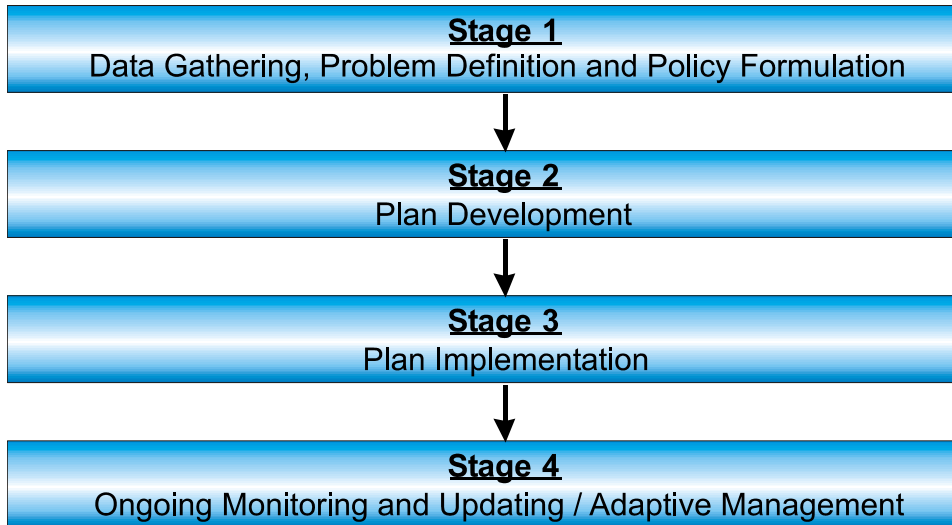 Stage 1
Data Gathering, Problem Definition and Policy Formulation
Stage 2
Plan Development
Stage 3
Plan Implementation
Stage 4
Ongoing Monitoring and Updating / Adaptive Management